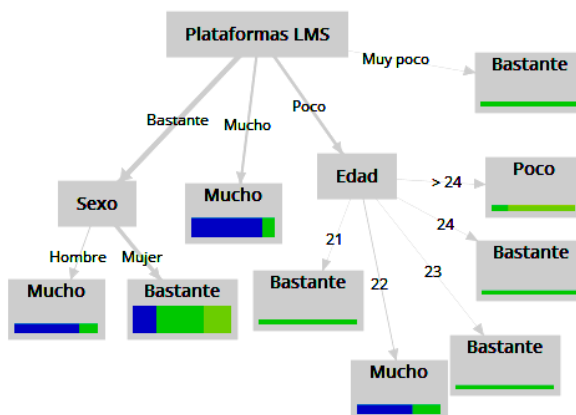 Plataformas LMS
Muy poco
Bastante
Bastante
Mucho
Poco
Mucho
Edad
> 24
Poco
Sexo
21
22
23
24
Bastante
Hombre
Mujer
Mucho
Bastante
Bastante
Mucho
Bastante